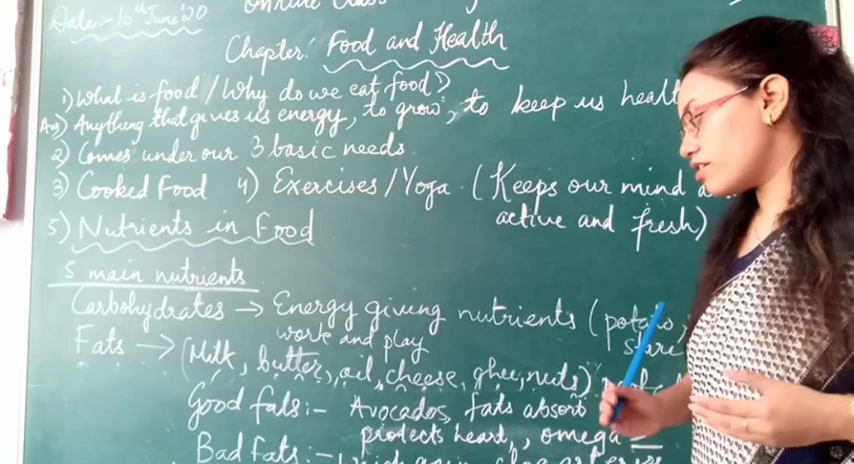 Date:- 16th June'20
Online Class
Chapter: Food and Health
1) What is food / Why do we eat food?
Ans) Anything that gives us energy, to grow, to keep us healt
2) Comes under our 3 basic needs
3) Cooked Food 4) Exercises/Yoga (Keeps our mind a
active and fresh)
5) Nutrients in Food
5 main nutrients
Carbohydrates → Energy giving nutrients (potato,
work and play
Fats → (Milk, butter, oil, cheese, ghee, nuts)
Good fats:- Avocados, fats absorb
protects heart, omega
Bad Fats:-